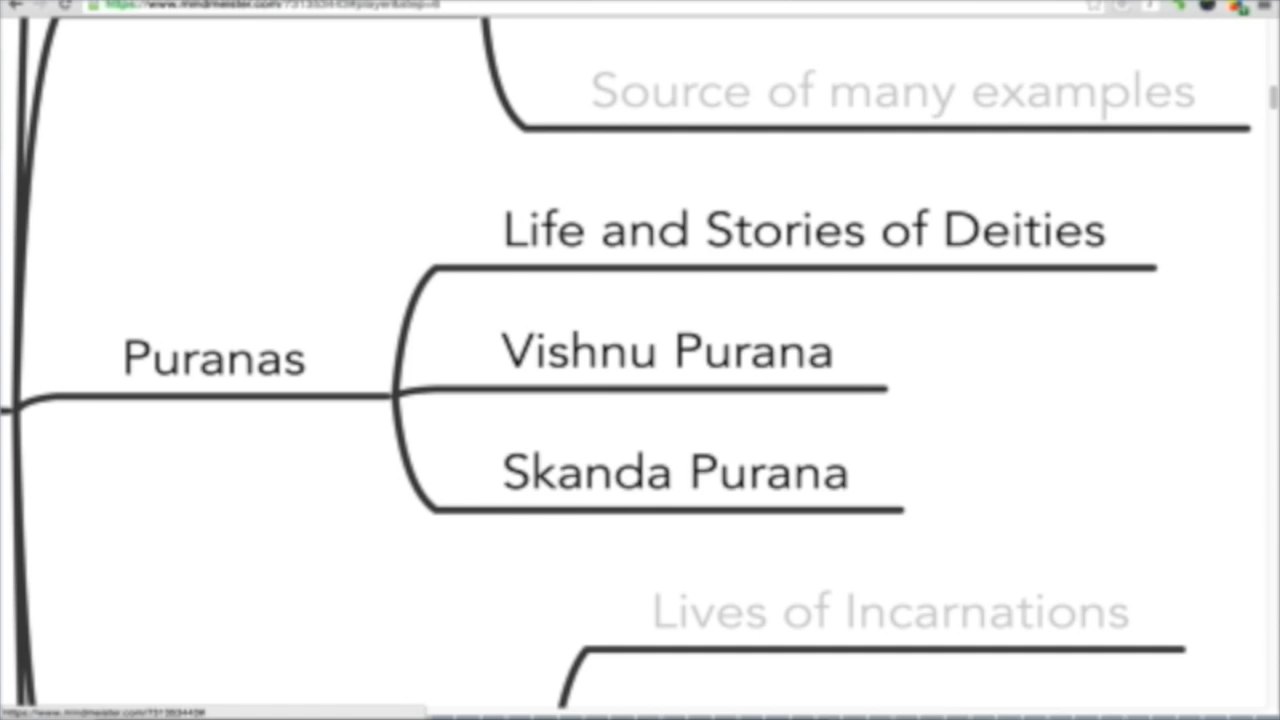 Source of many examples
Life and Stories of Deities
Puranas
Vishnu Purana
Skanda Purana
Lives of Incarnations